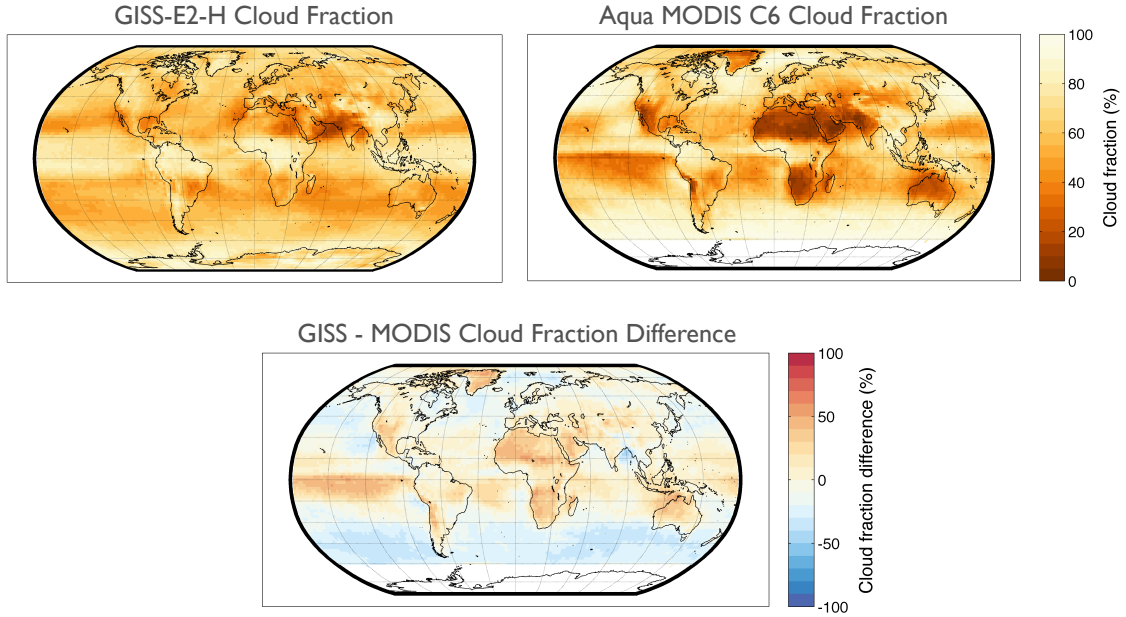 GISS-E2-H Cloud Fraction
Aqua MODIS C6 Cloud Fraction
100
80
60
40
20
0
Cloud fraction (%)
GISS - MODIS Cloud Fraction Difference
100
50
0
-50
-100
Cloud fraction difference (%)